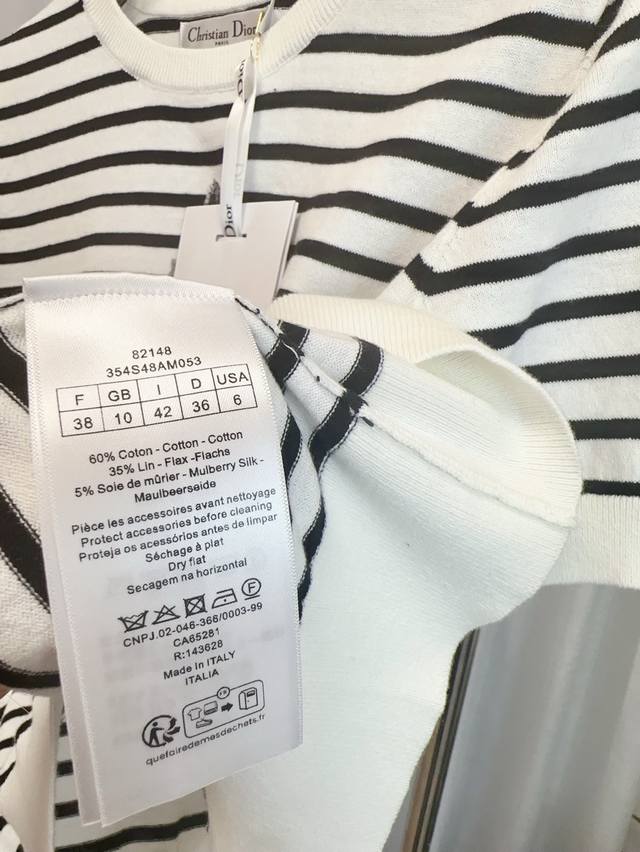 Christian Dior
PARIS
Dior
82148
354S48AM053
F GB I D USA
38 10 42 36 6
60% Coton - Cotton - Cotton
35% Lin - Flax -Flachs
5% Soie de mûrier - Mulberry Silk -
Maulbeerseide
Pièce les accessoires avant nettoyage
Protect accessories before cleaning
Proteja os acessórios antes de limpar
Séchage à plat
Dry flat
Secagem na horizontal
F
CNPJ.02-046-366/0003-99
CA65281
R:143628
Made in ITALY
ITALIA
FR
quefairedemesdechets.fr